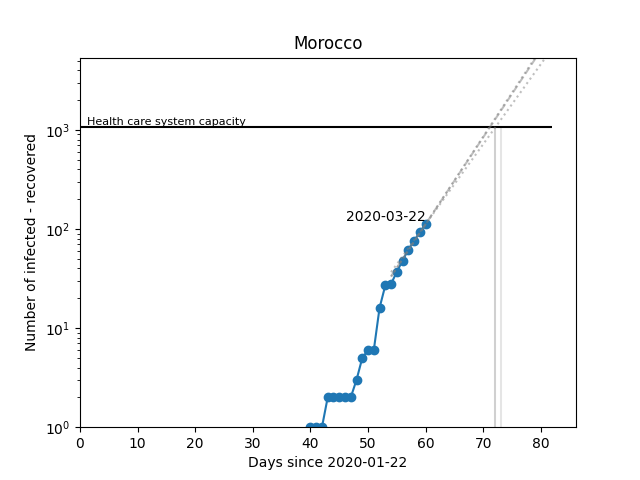 Morocco
Number of infected - recovered
10³
10²
10¹
10⁰
Health care system capacity
2020-03-22
0 10 20 30 40 50 60 70 80
Days since 2020-01-22